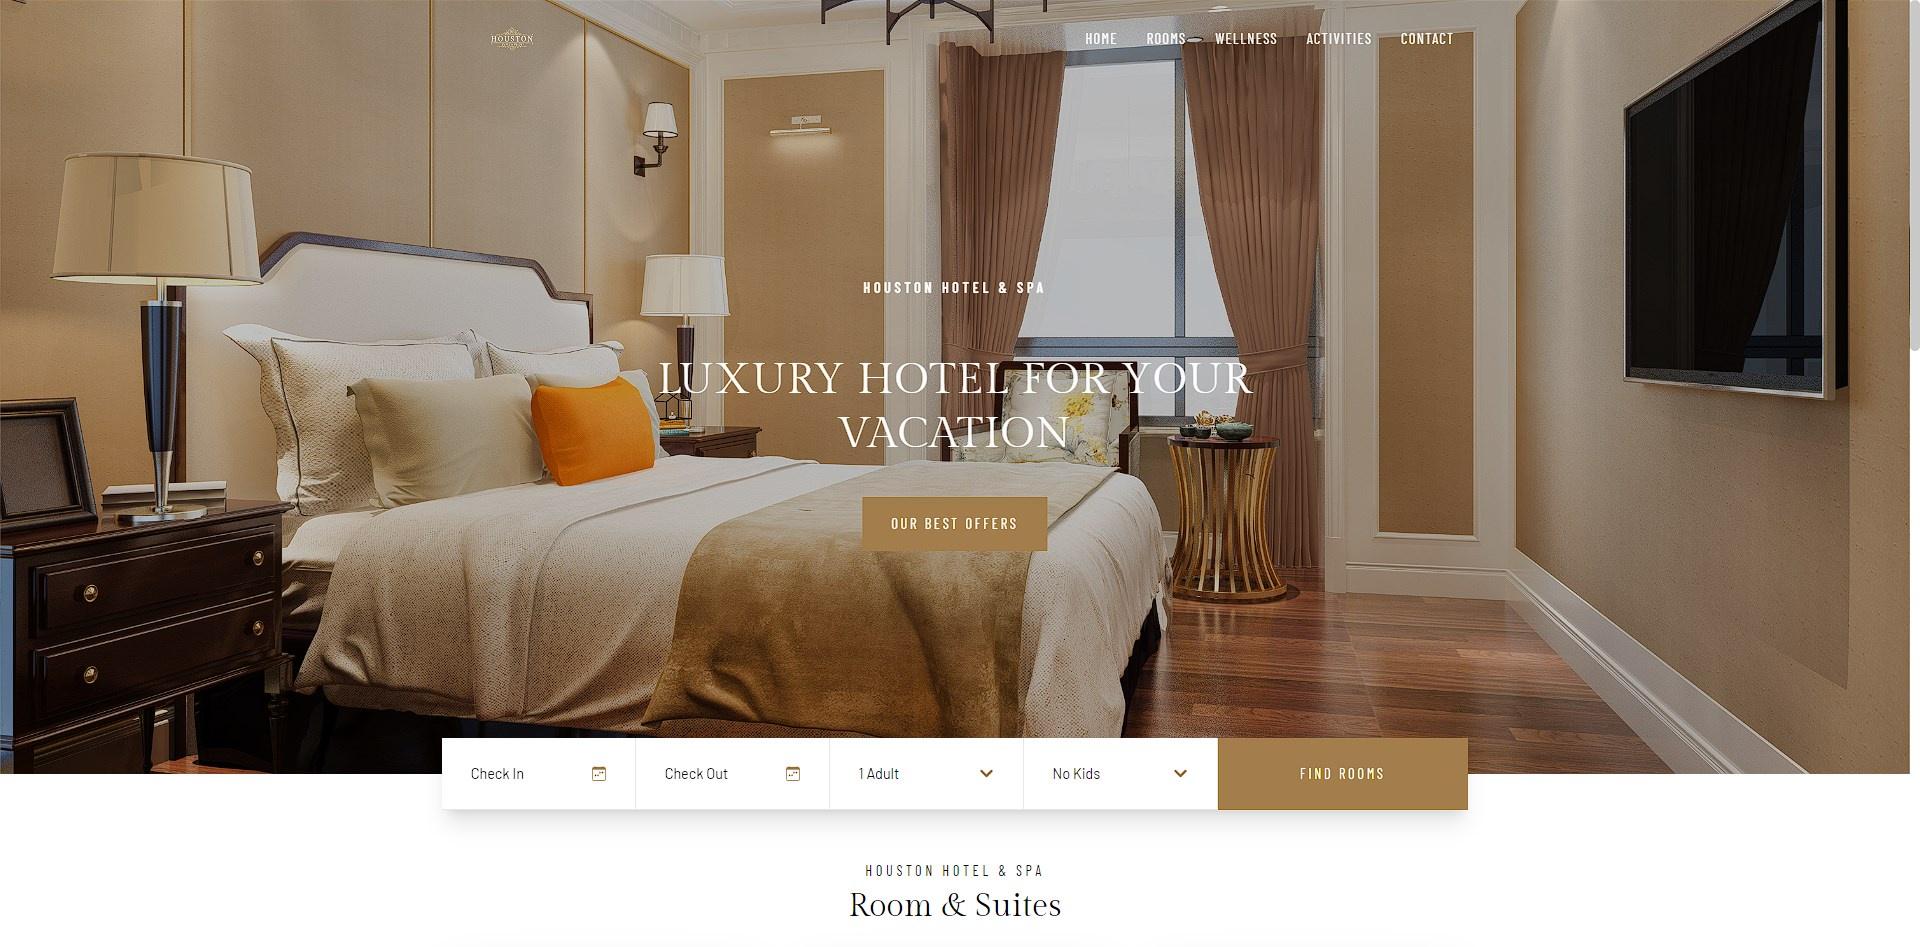 HOUSTON
HOME ROOMS WELLNESS ACTIVITIES CONTACT
HOUSTON HOTEL & SPA
LUXURY HOTEL FOR YOUR
VACATION
OUR BEST OFFERS
Check In Check Out 1 Adult No Kids FIND ROOMS
HOUSTON HOTEL & SPA
Room & Suites